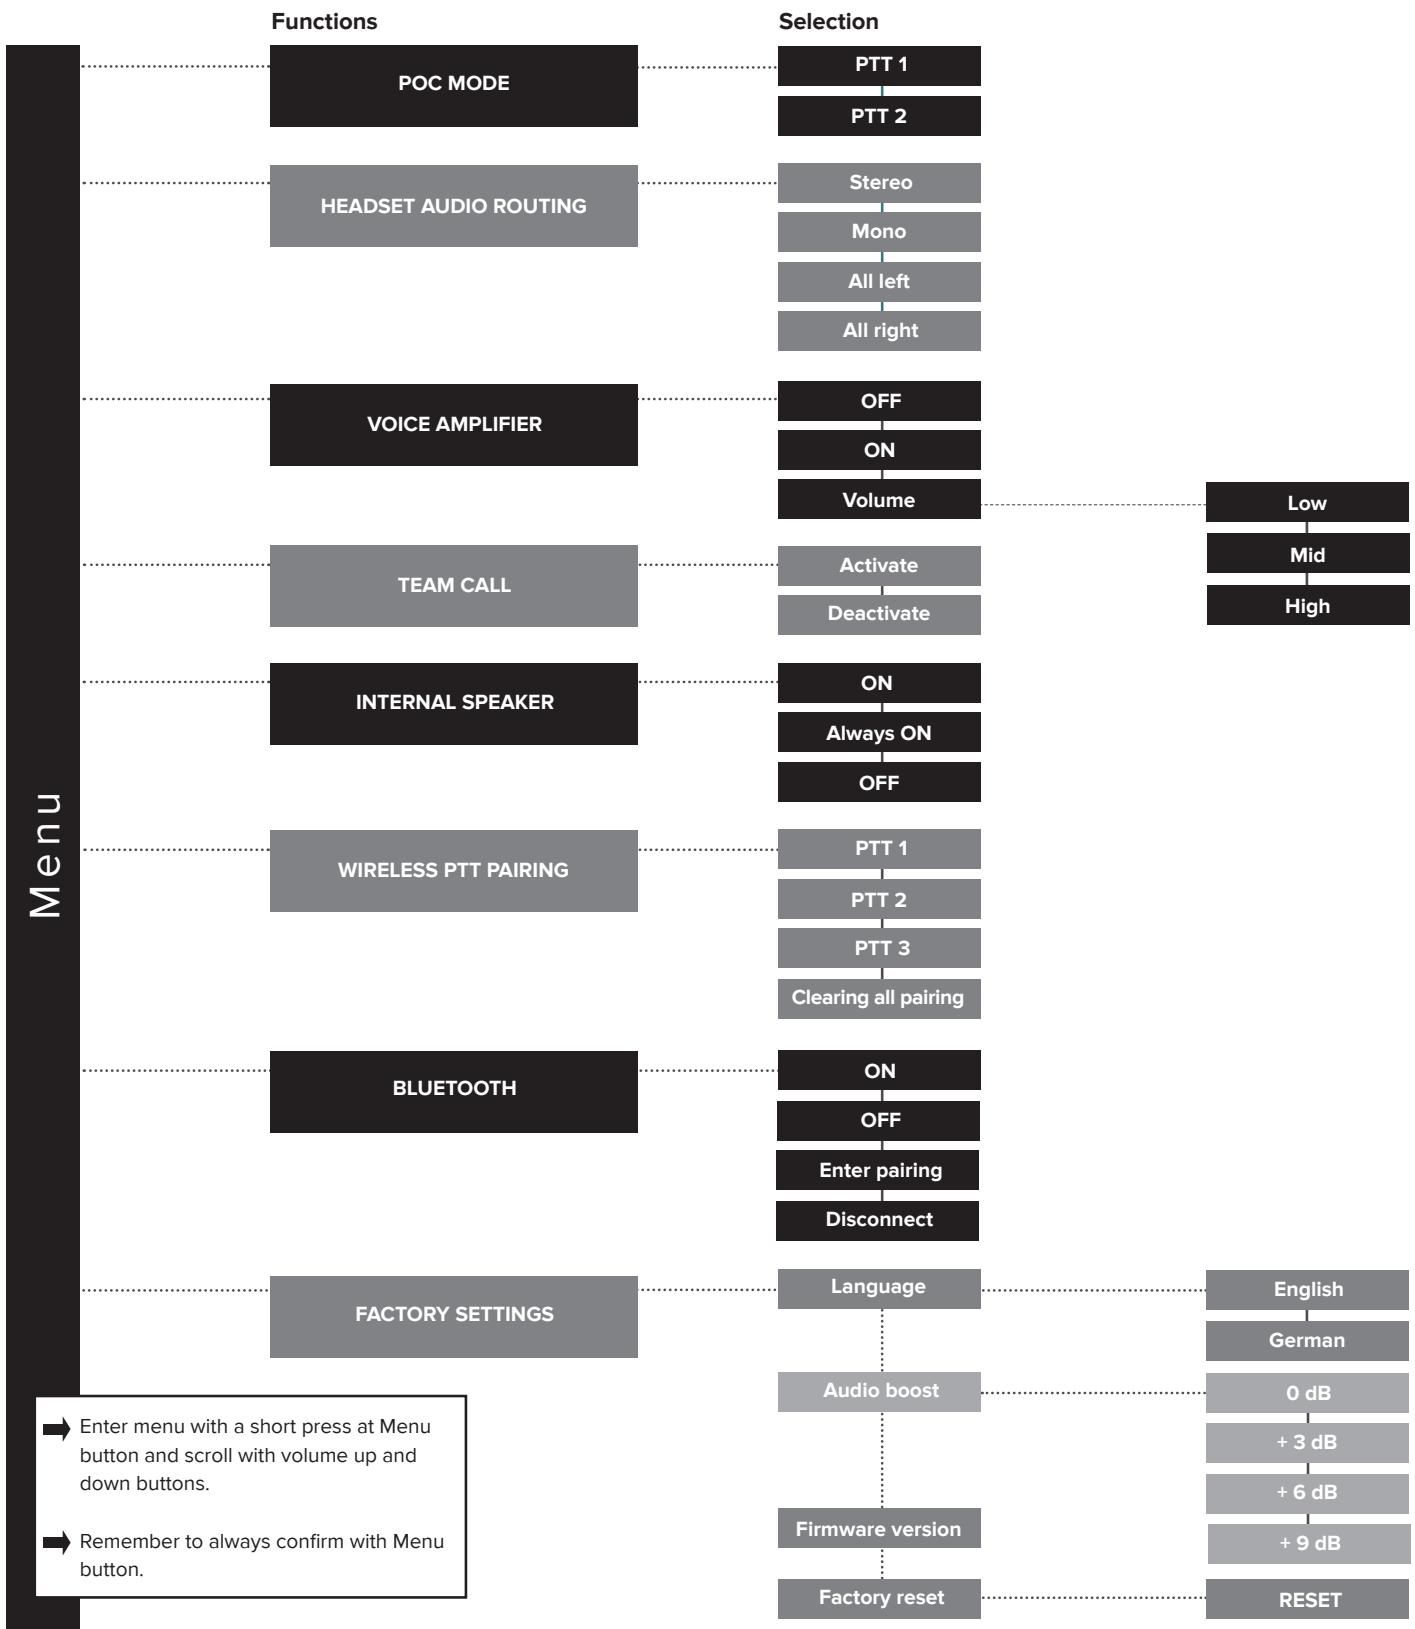 Functions
Selection
Menu
POC MODE
PTT 1
PTT 2
HEADSET AUDIO ROUTING
Stereo
Mono
All left
All right
VOICE AMPLIFIER
OFF
ON
Volume
Low
Mid
High
TEAM CALL
Activate
Deactivate
INTERNAL SPEAKER
ON
Always ON
OFF
WIRELESS PTT PAIRING
PTT 1
PTT 2
PTT 3
Clearing all pairing
BLUETOOTH
ON
OFF
Enter pairing
Disconnect
FACTORY SETTINGS
Language
English
German
Audio boost
0 dB
+ 3 dB
+ 6 dB
+ 9 dB
Firmware version
Factory reset
RESET
Enter menu with a short press at Menu
button and scroll with volume up and
down buttons.
Remember to always confirm with Menu
button.